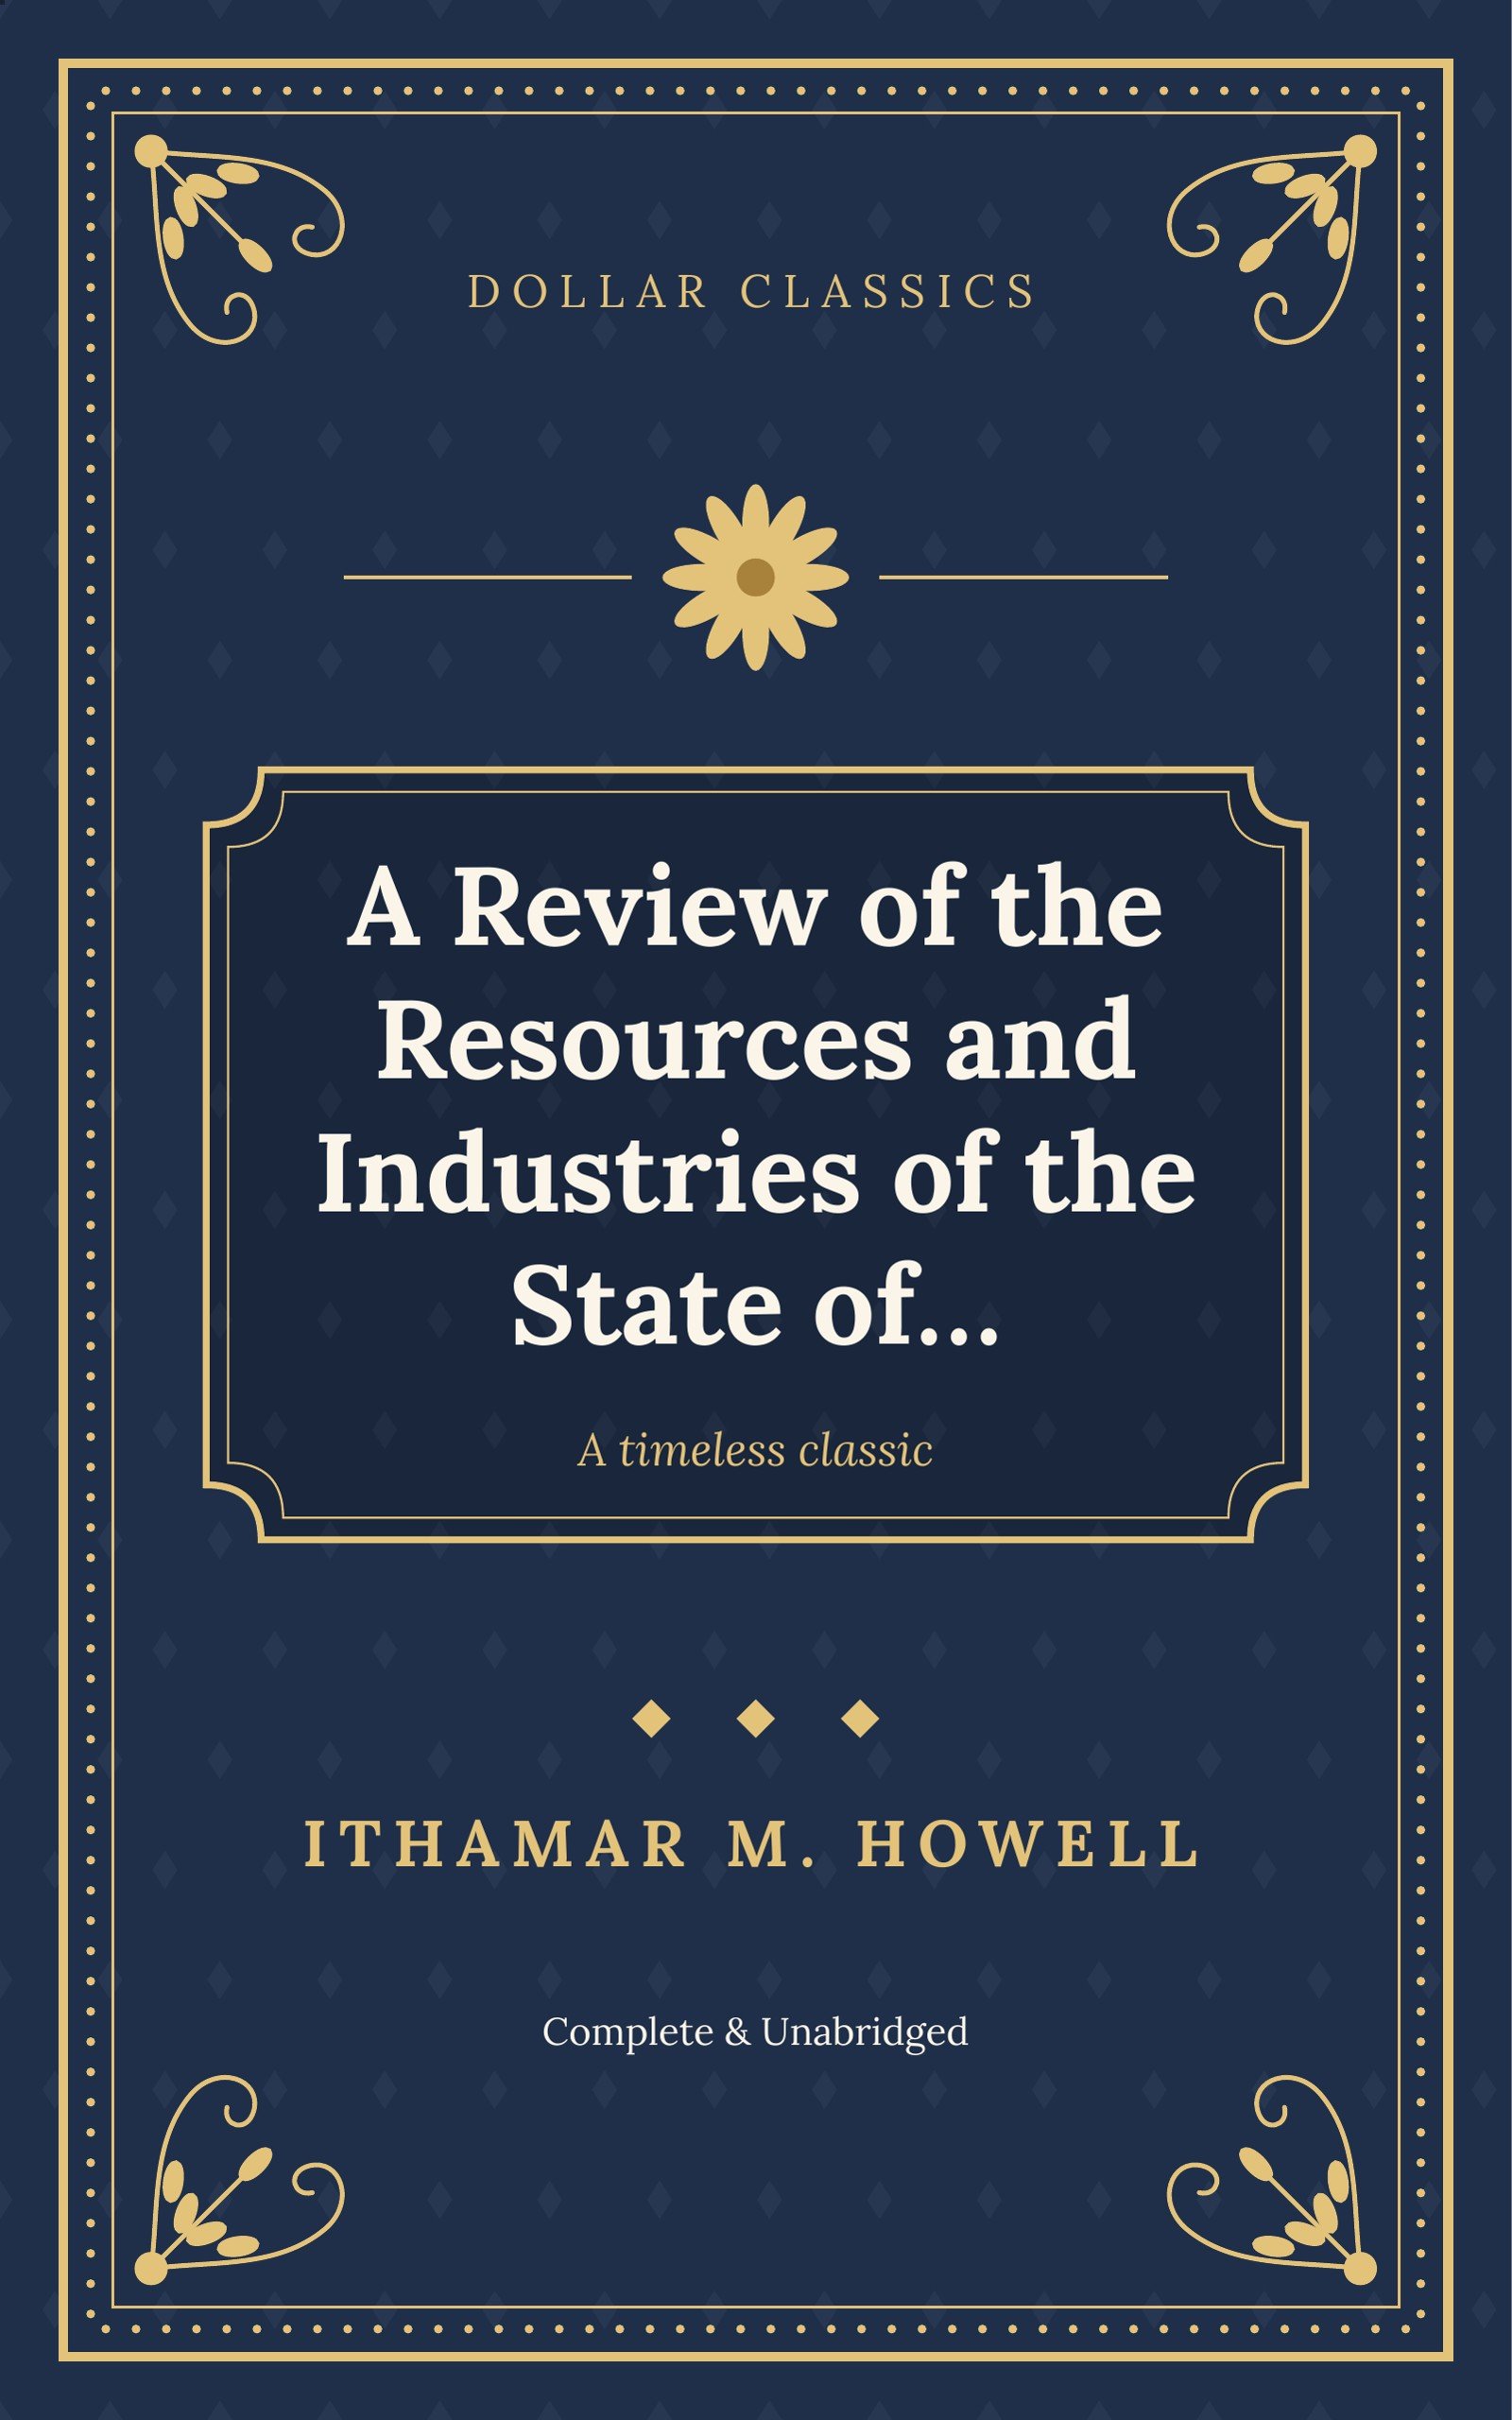 DOLLAR CLASSICS
A Review of the
Resources and
Industries of the
State of...
A timeless classic
ITHAMAR M. HOWELL
Complete & Unabridged